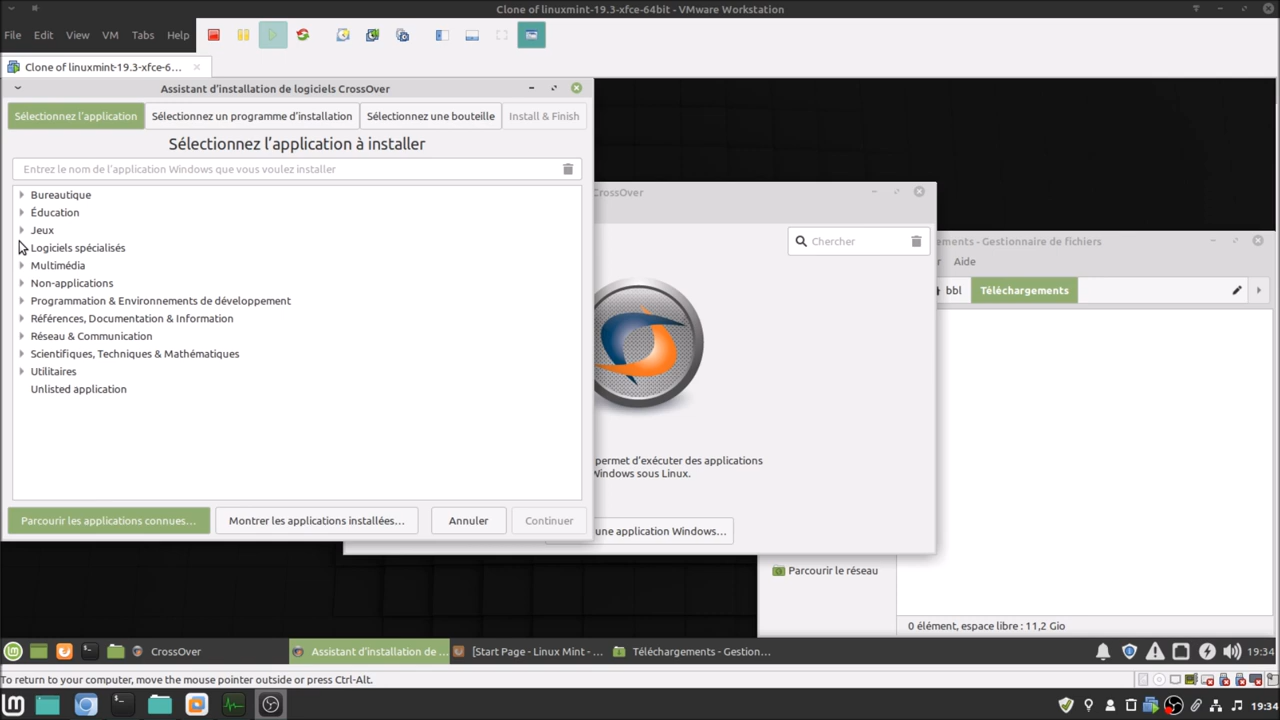 Clone of linuxmint-19.3-xfce-64bit - VMware Workstation
File Edit View VM Tabs Help
Clone of linuxmint-19.3-xfce-6...
Assistant d'installation de logiciels CrossOver
Sélectionnez l'application Sélectionnez un programme d'installation Sélectionnez une bouteille Install & Finish
Sélectionnez l'application à installer
Entrez le nom de l'application Windows que vous voulez installer
Bureautique
Éducation
Jeux
Logiciels spécialisés
Multimédia
Non-applications
Programmation & Environnements de développement
Références, Documentation & Information
Réseau & Communication
Scientifiques, Techniques & Mathématiques
Utilitaires
Unlisted application
Parcourir les applications connues... Montrer les applications installées... Annuler Continuer
CrossOver
Chercher
permet d'exécuter des applications
Windows sous Linux.
une application Windows...
ements - Gestionnaire de fichiers
Aide
bbl Téléchargements
Parcourir le réseau
0 élément, espace libre : 11,2 Gio
CrossOver Assistant d'installation de ... [Start Page - Linux Mint - ... Téléchargements - Gestion... 19:34
To return to your computer, move the mouse pointer outside or press Ctrl-Alt.
19:34